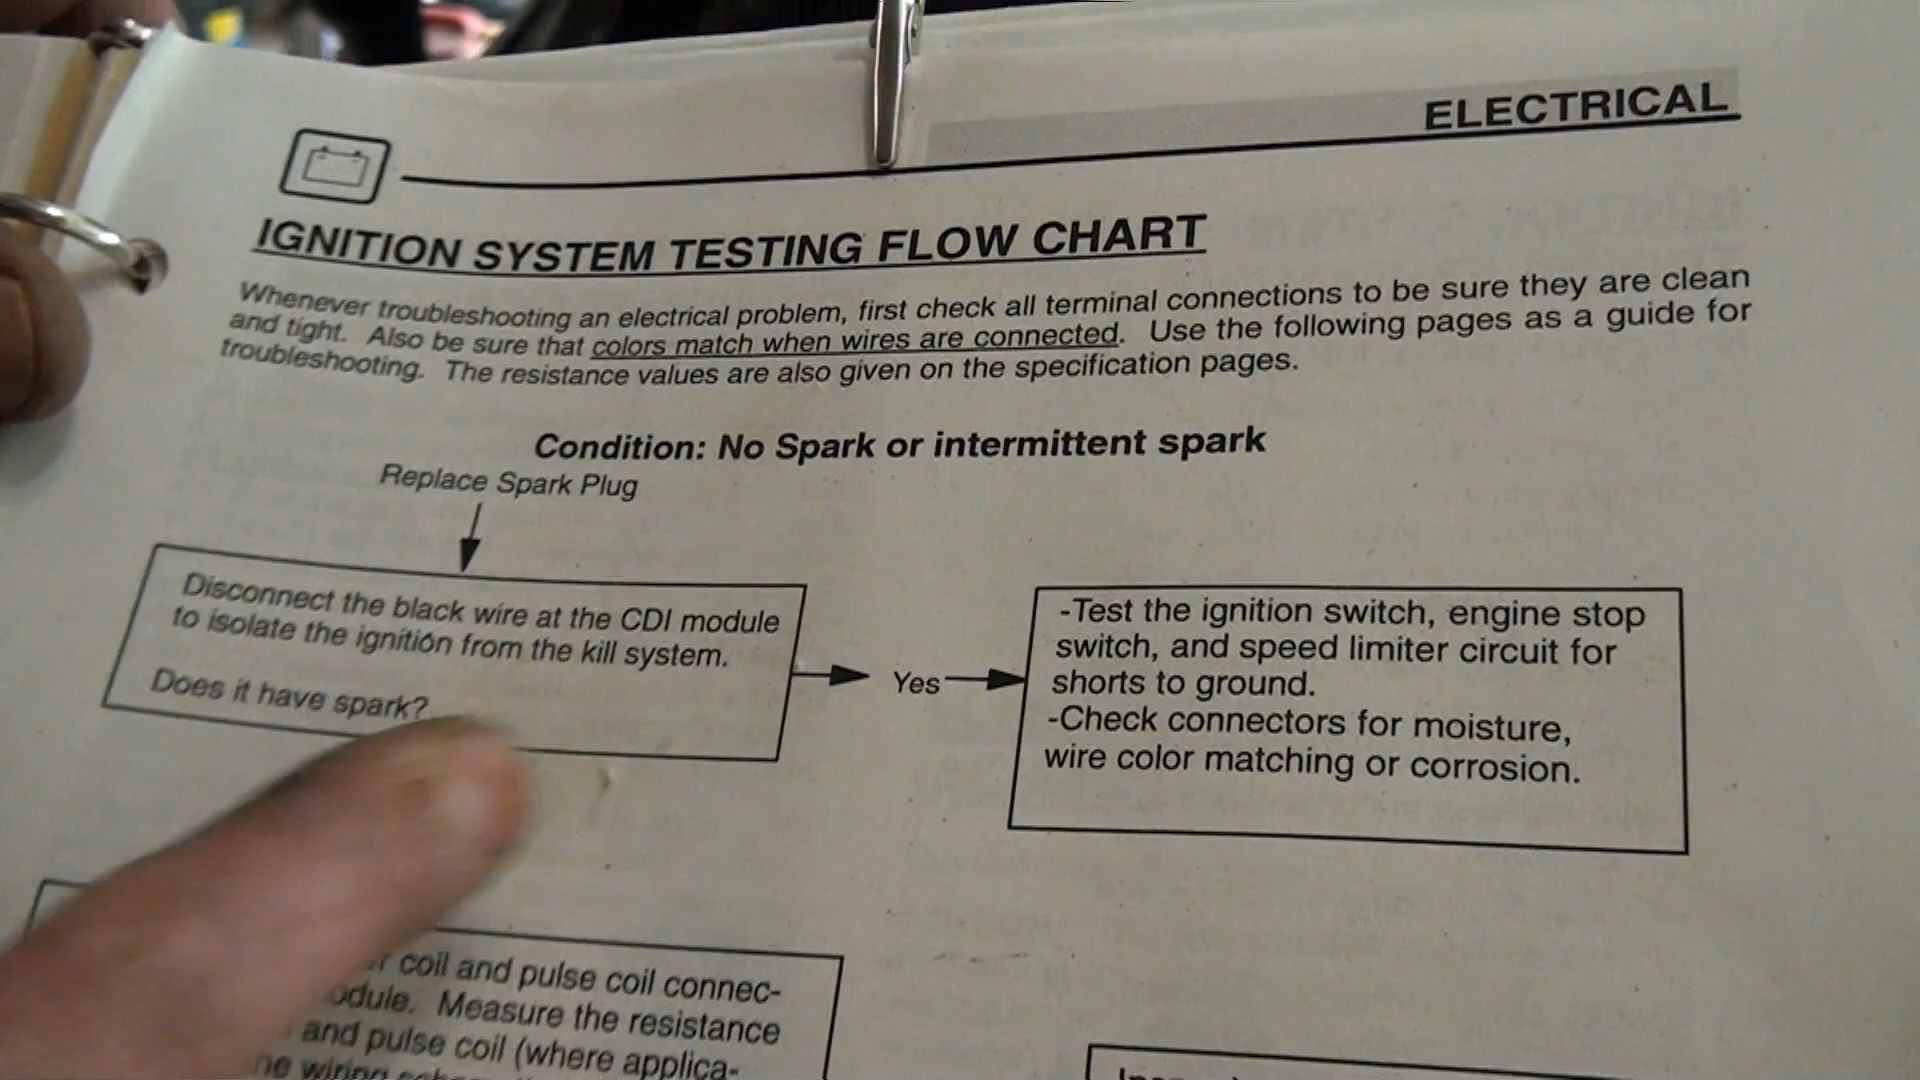 ELECTRICAL
IGNITION SYSTEM TESTING FLOW CHART
Whenever troubleshooting an electrical problem, first check all terminal connections to be sure they are clean
and tight. Also be sure that colors match when wires are connected. Use the following pages as a guide for
troubleshooting. The resistance values are also given on the specification pages.
Condition: No Spark or intermittent spark
Replace Spark Plug
Disconnect the black wire at the CDI module
to isolate the ignition from the kill system.
Does it have spark?
Yes
-Test the ignition switch, engine stop
switch, and speed limiter circuit for
shorts to ground.
-Check connectors for moisture,
wire color matching or corrosion.
coil and pulse coil connec-
Measure the resistance
and pulse coil (where applica-
wiring